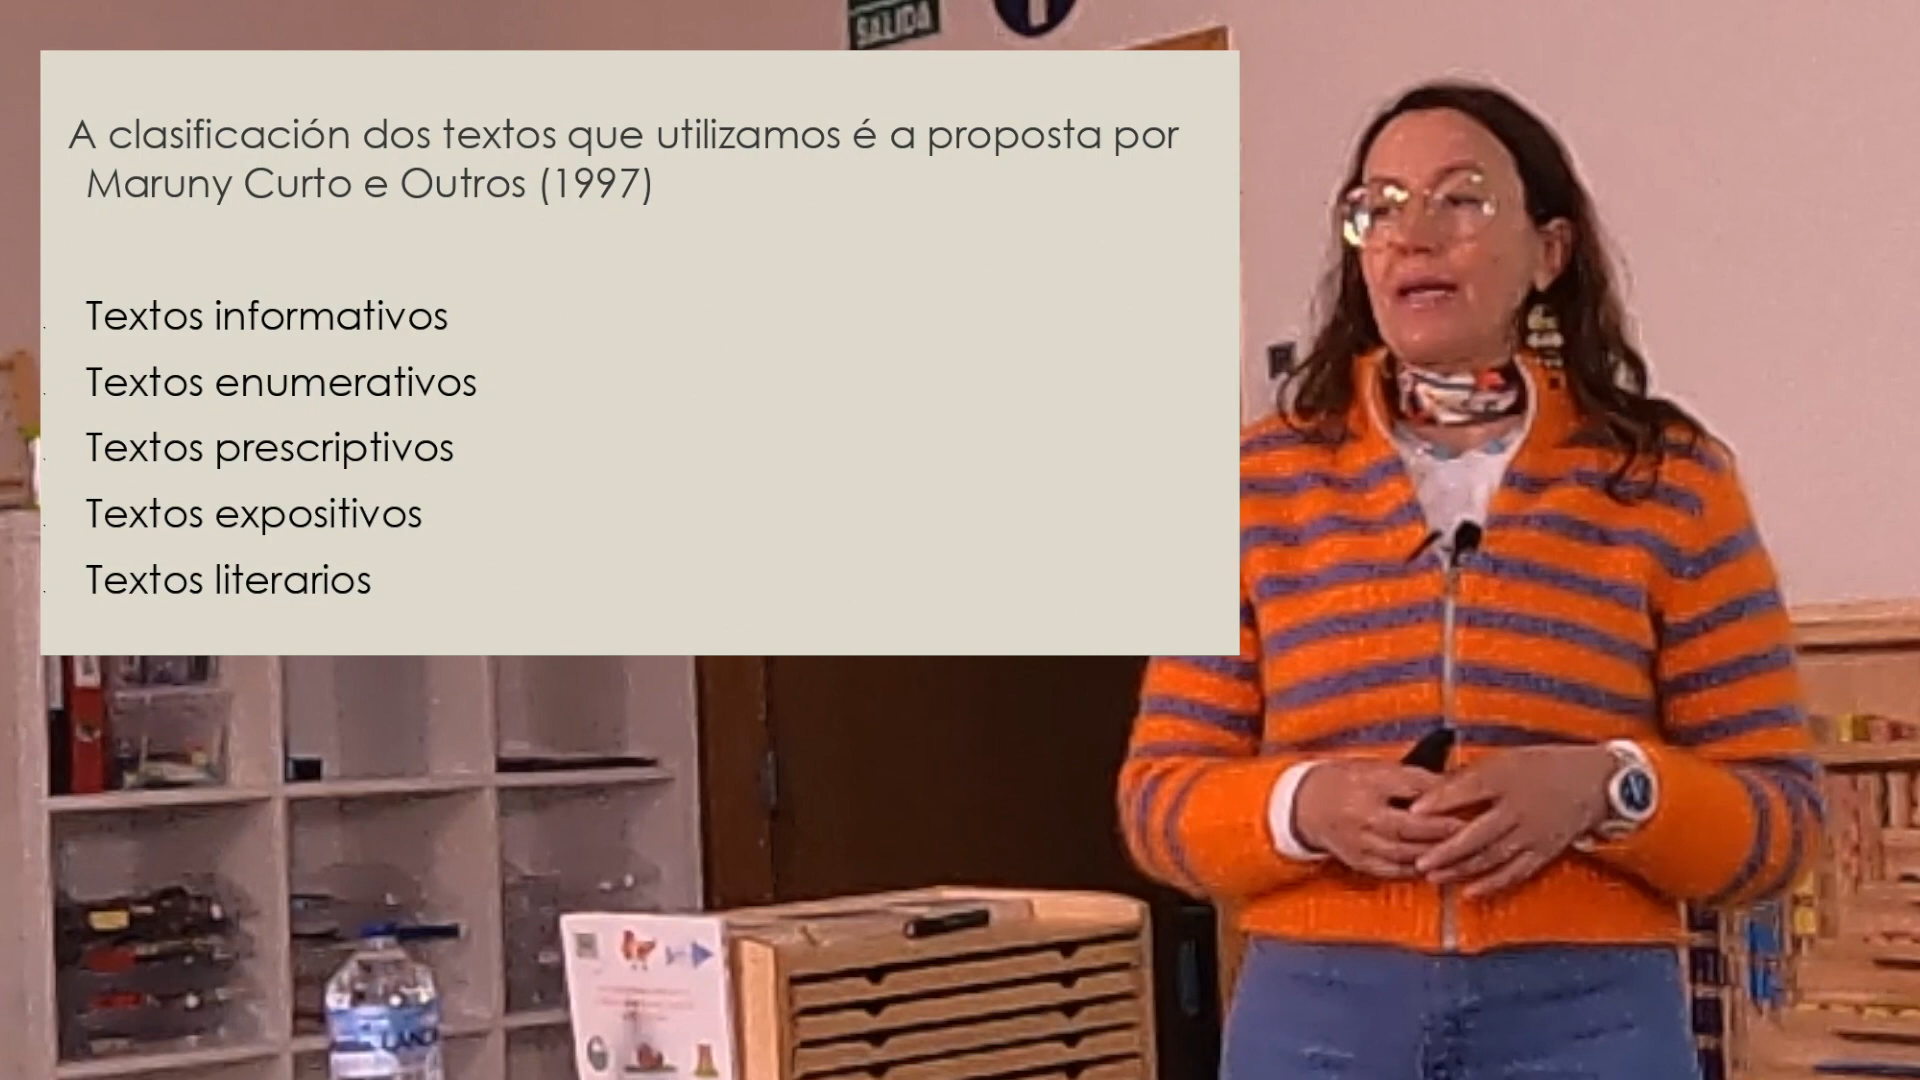 SALIDA
A clasificación dos textos que utilizamos é a proposta por
Maruny Curto e Outros (1997)
Textos informativos
Textos enumerativos
Textos prescriptivos
Textos expositivos
Textos literarios